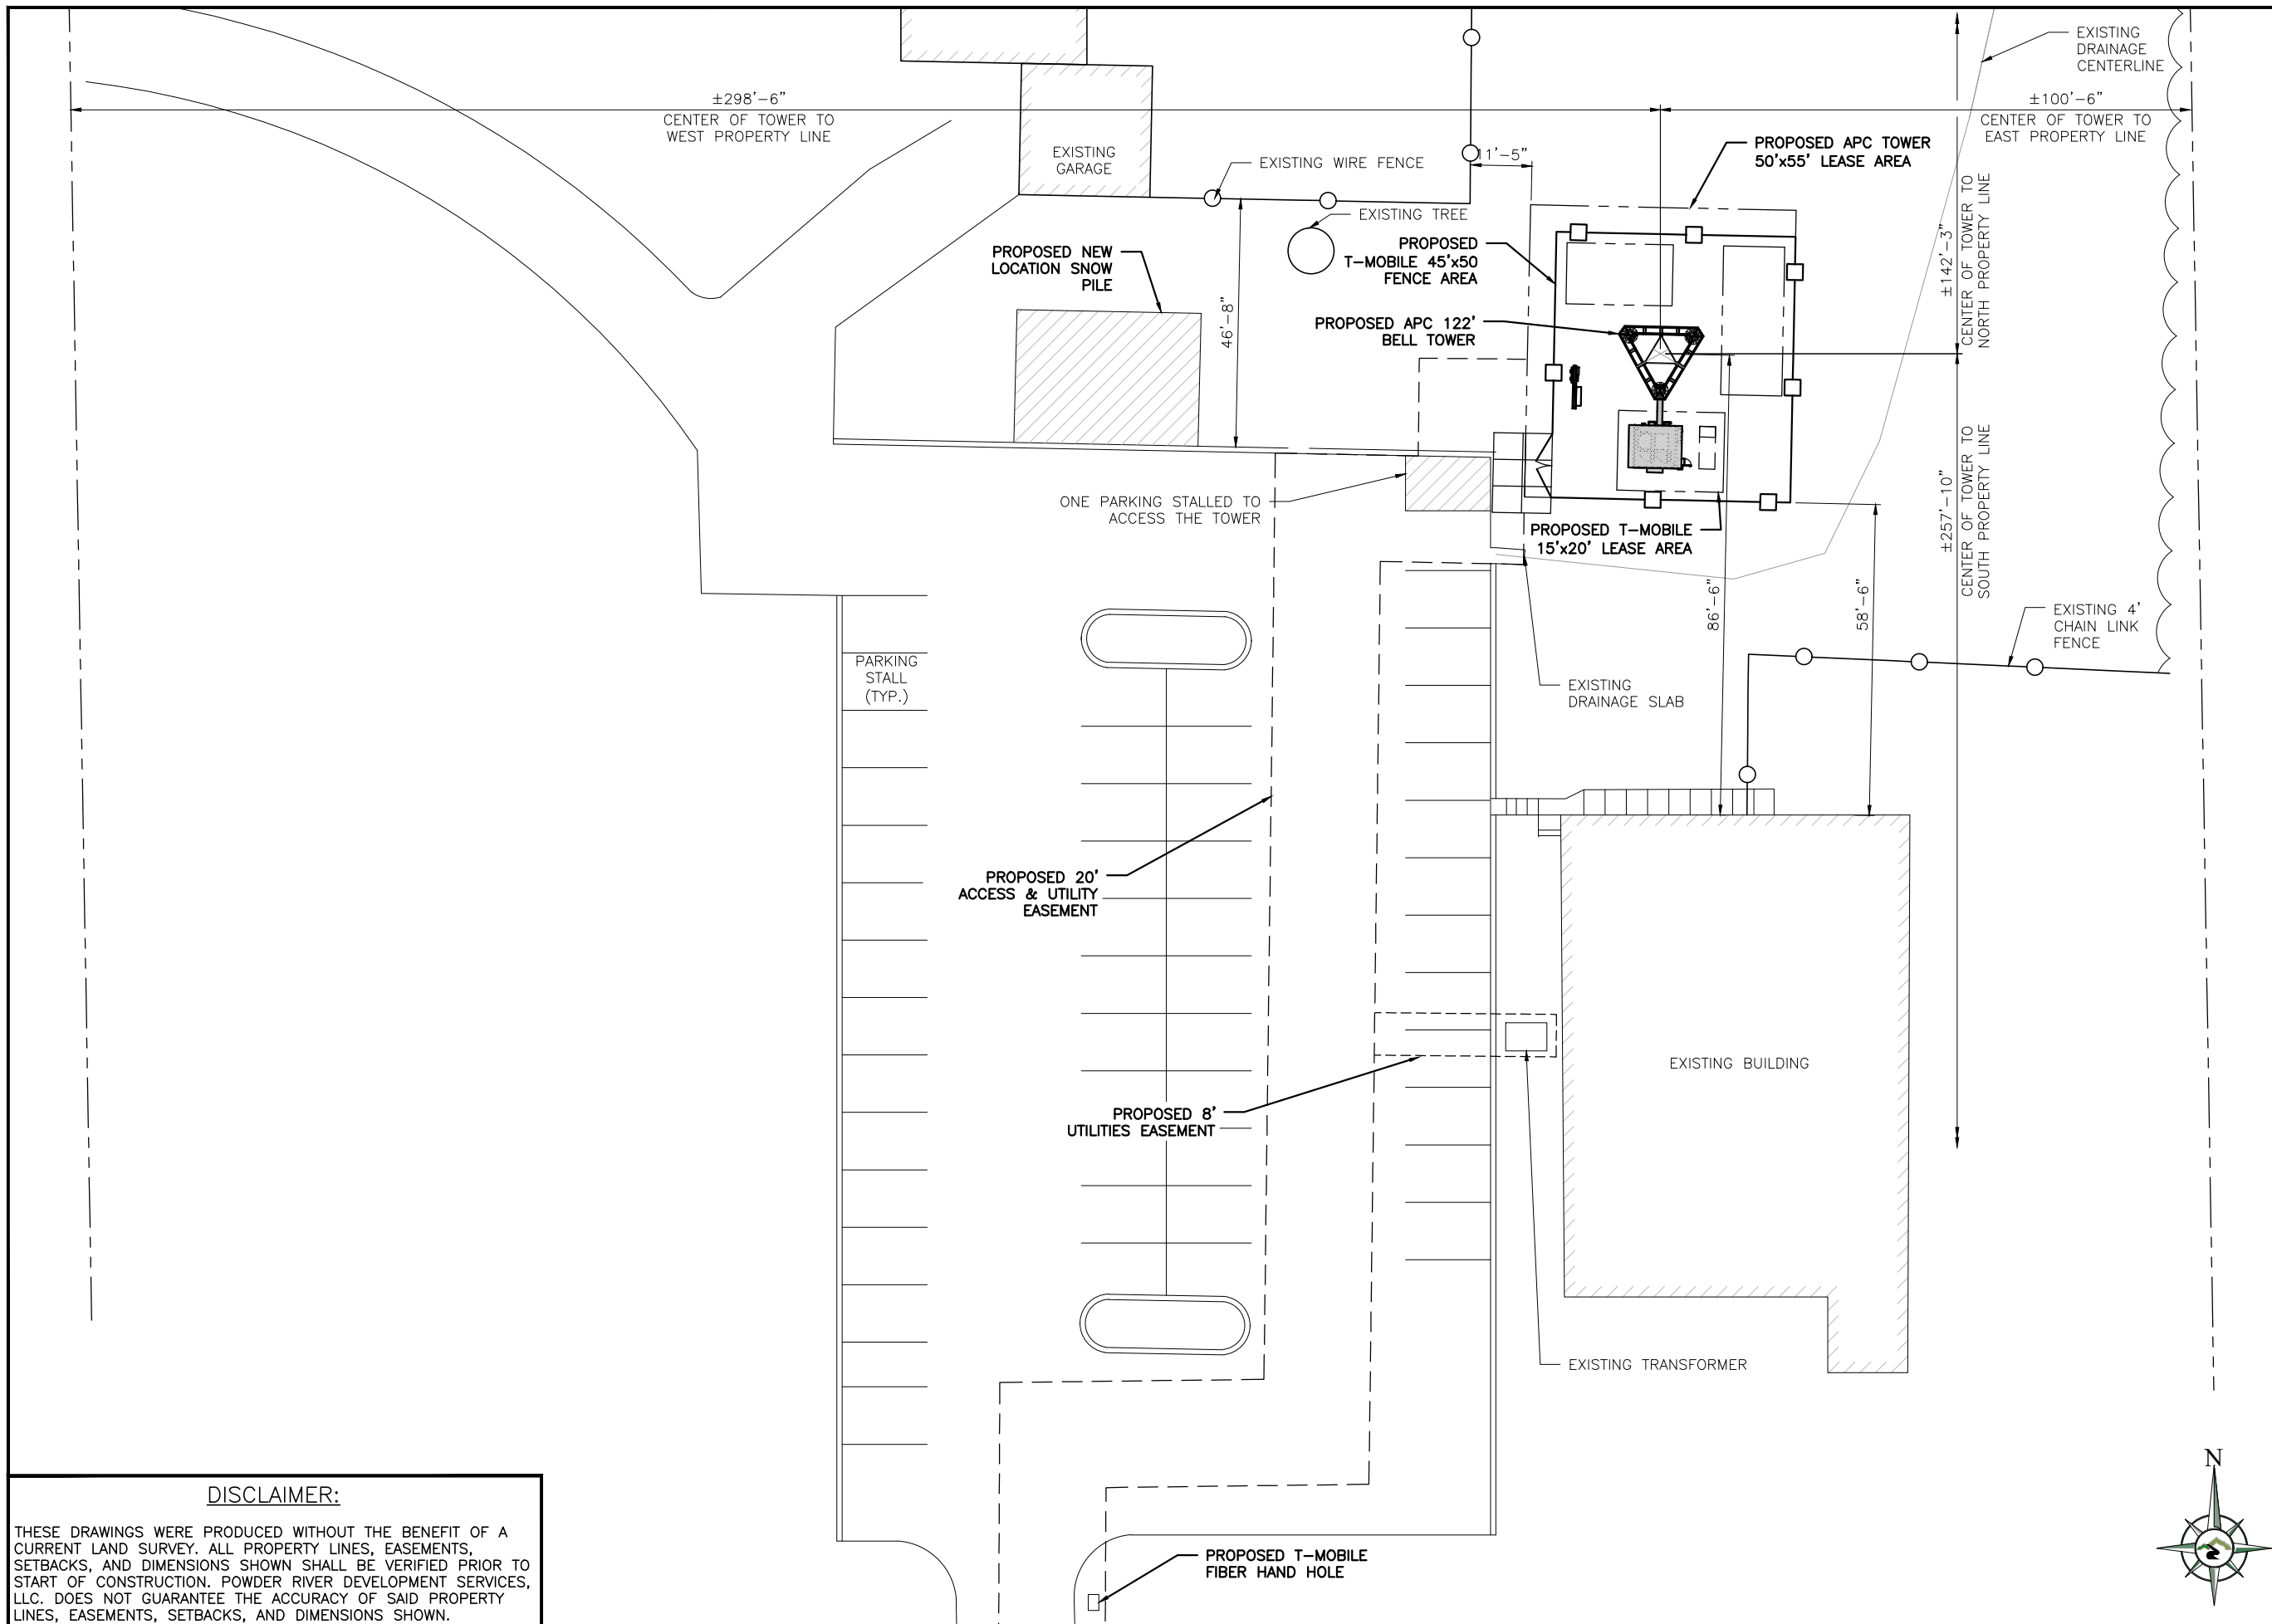 EXISTING
DRAINAGE
CENTERLINE
±298'-6"
CENTER OF TOWER TO
WEST PROPERTY LINE
±100'-6"
CENTER OF TOWER TO
EAST PROPERTY LINE
EXISTING
GARAGE
EXISTING WIRE FENCE
11'-5"
PROPOSED APC TOWER
50'x55' LEASE AREA
EXISTING TREE
PROPOSED
T-MOBILE 45'x50
FENCE AREA
±142'-3"
CENTER OF TOWER TO
NORTH PROPERTY LINE
PROPOSED NEW
LOCATION SNOW
PILE
46'-8"
PROPOSED APC 122'
BELL TOWER
ONE PARKING STALLED TO
ACCESS THE TOWER
PROPOSED T-MOBILE
15'x20' LEASE AREA
±257'-10"
CENTER OF TOWER TO
SOUTH PROPERTY LINE
86'-6"
58'-6"
EXISTING 4'
CHAIN LINK
FENCE
PARKING
STALL
(TYP.)
EXISTING
DRAINAGE SLAB
PROPOSED 20'
ACCESS & UTILITY
EASEMENT
EXISTING BUILDING
PROPOSED 8'
UTILITIES EASEMENT
EXISTING TRANSFORMER
N
DISCLAIMER:
THESE DRAWINGS WERE PRODUCED WITHOUT THE BENEFIT OF A
CURRENT LAND SURVEY. ALL PROPERTY LINES, EASEMENTS,
SETBACKS, AND DIMENSIONS SHOWN SHALL BE VERIFIED PRIOR TO
START OF CONSTRUCTION. POWDER RIVER DEVELOPMENT SERVICES,
LLC. DOES NOT GUARANTEE THE ACCURACY OF SAID PROPERTY
LINES, EASEMENTS, SETBACKS, AND DIMENSIONS SHOWN.
PROPOSED T-MOBILE
FIBER HAND HOLE